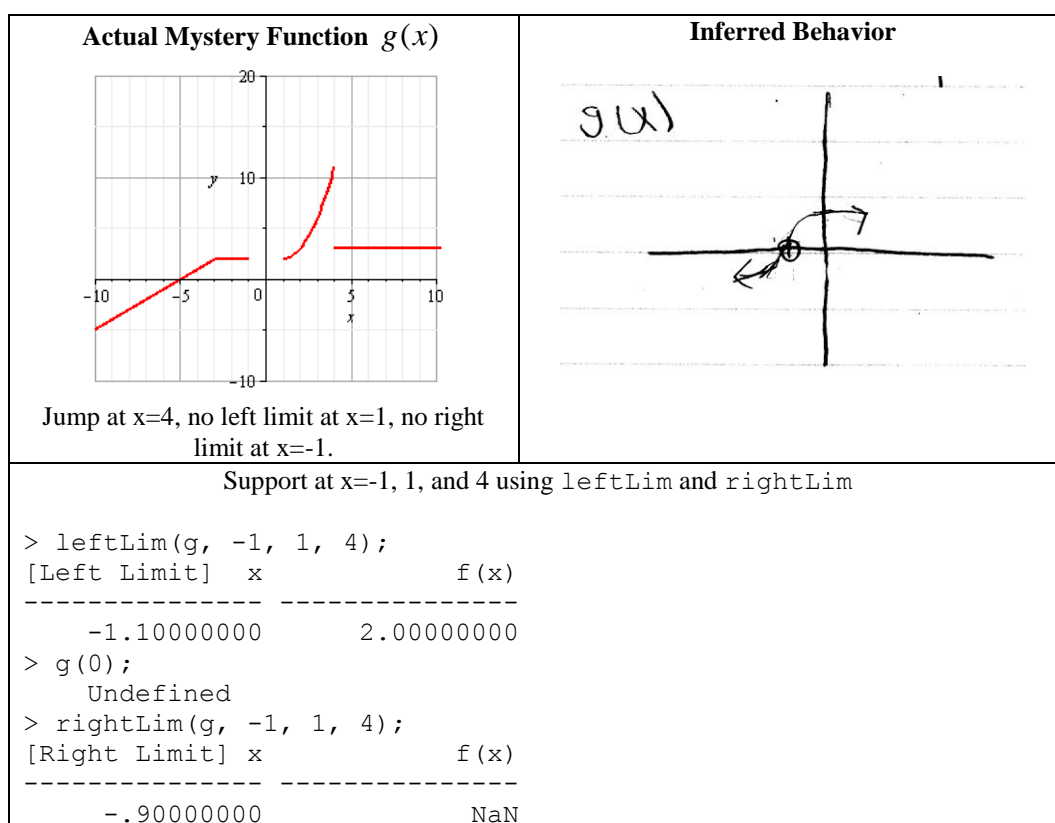 Actual Mystery Function g(x)
20
y 10
-10 -5 0 5 10
x
-10
Jump at x=4, no left limit at x=1, no right
limit at x=-1.
Inferred Behavior
g(x)
Support at x=-1, 1, and 4 using leftLim and rightLim
> leftLim(g, -1, 1, 4);
[Left Limit] x f(x)
--------------- ---------------
-1.10000000 2.00000000
> g(0);
Undefined
> rightLim(g, -1, 1, 4);
[Right Limit] x f(x)
--------------- ---------------
-.90000000 NaN